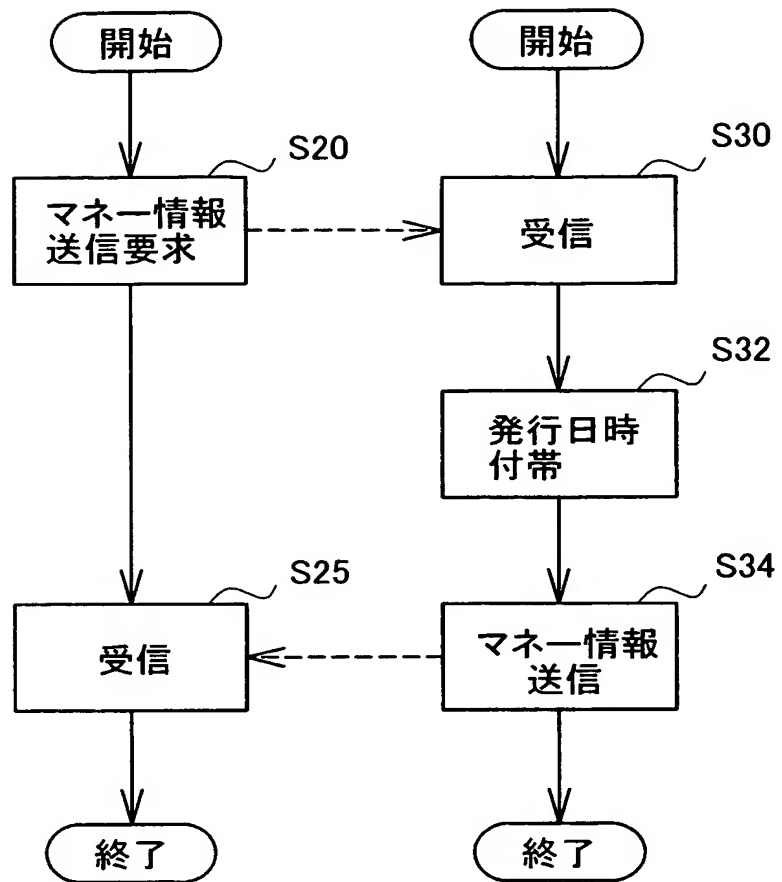 開始
開始
S20
S30
マネー情報
送信要求
受信
S32
発行日時
付帯
S25
S34
受信
マネー情報
送信
終了
終了